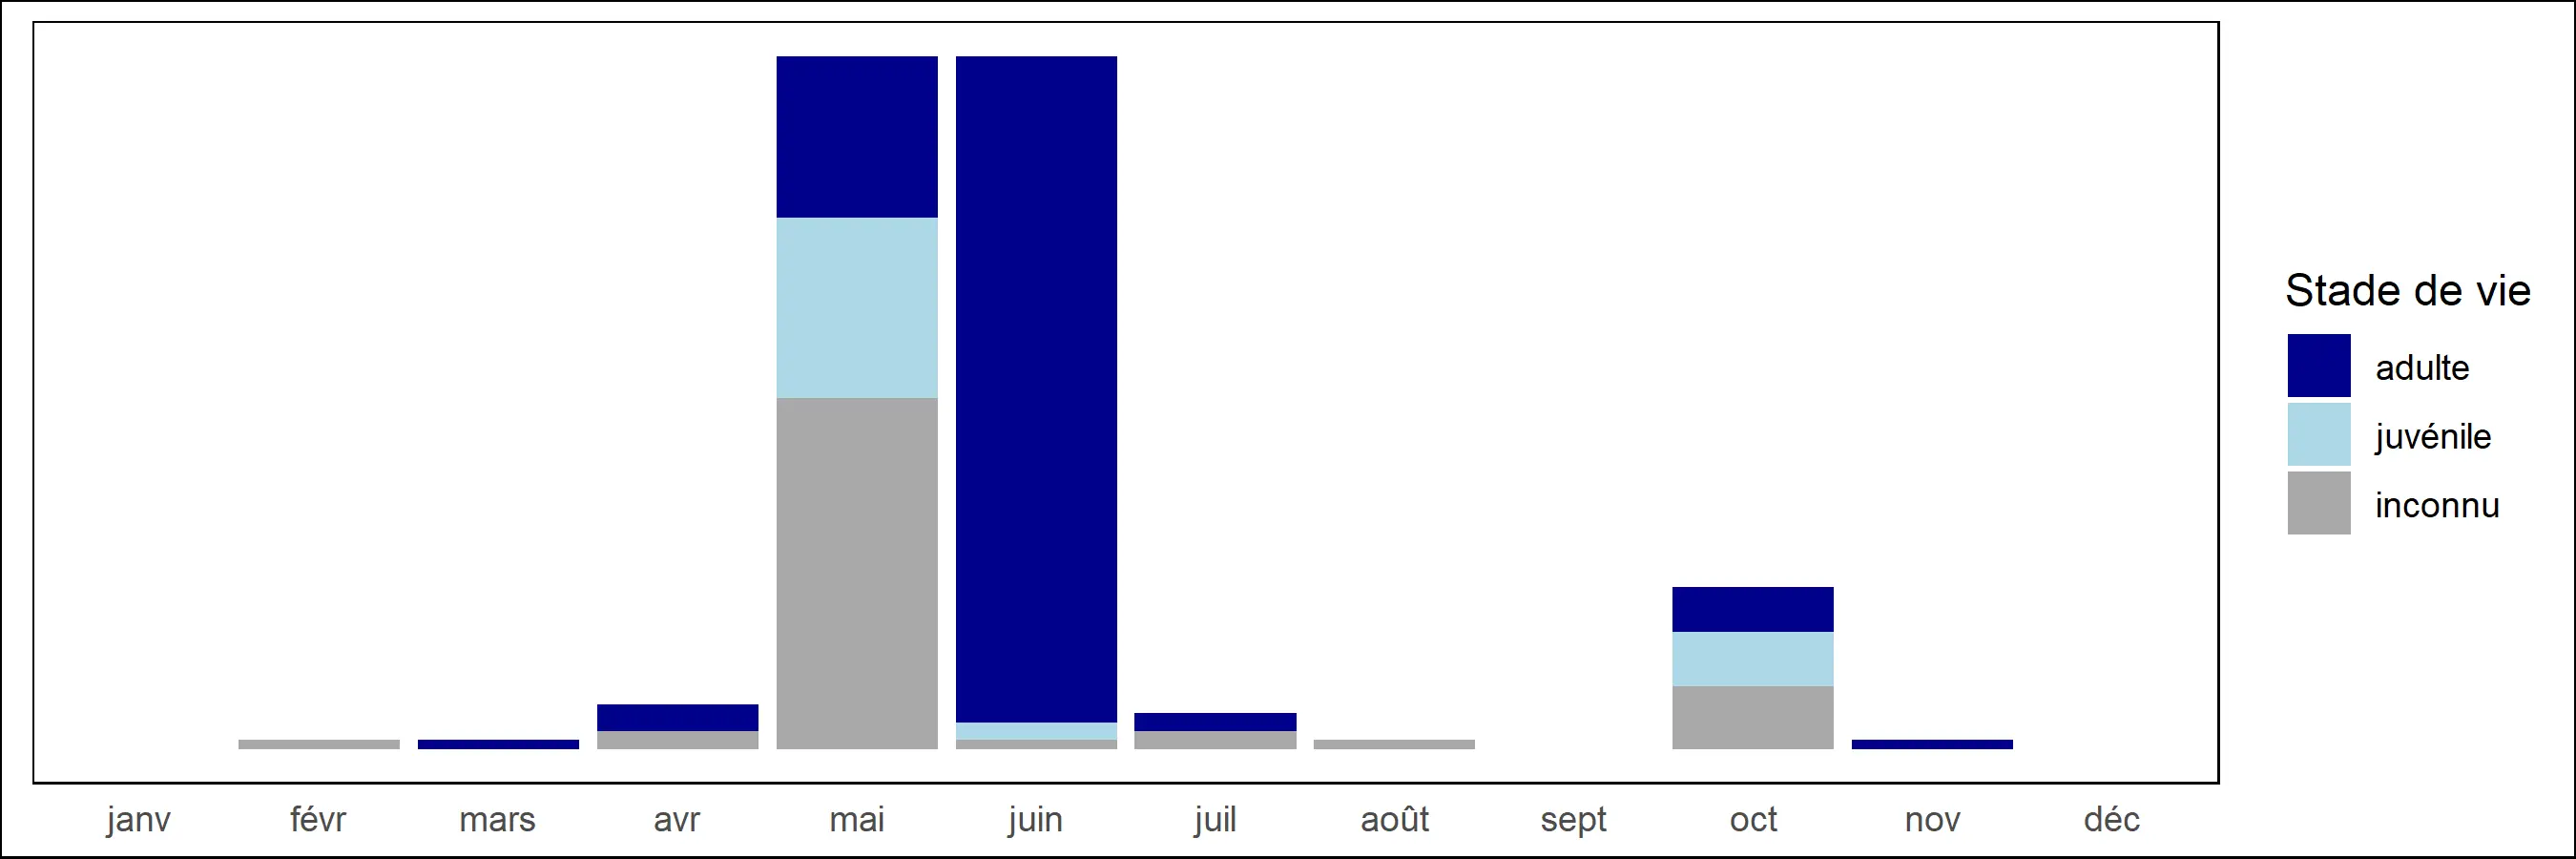 Stade de vie
adulte
juvénile
inconnu
janv févr mars avr mai juin juil août sept oct nov déc